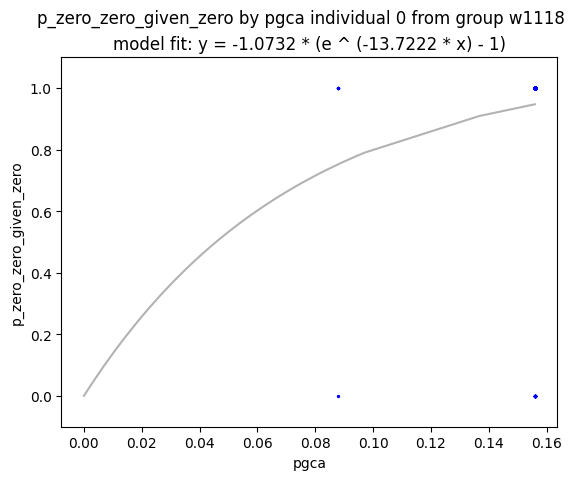 p_zero_zero_given_zero by pgca individual 0 from group w1118
model fit: y = -1.0732 * (e ^ (-13.7222 * x) - 1)
p_zero_zero_given_zero
1.0
0.8
0.6
0.4
0.2
0.0
0.00 0.02 0.04 0.06 0.08 0.10 0.12 0.14 0.16
pgca